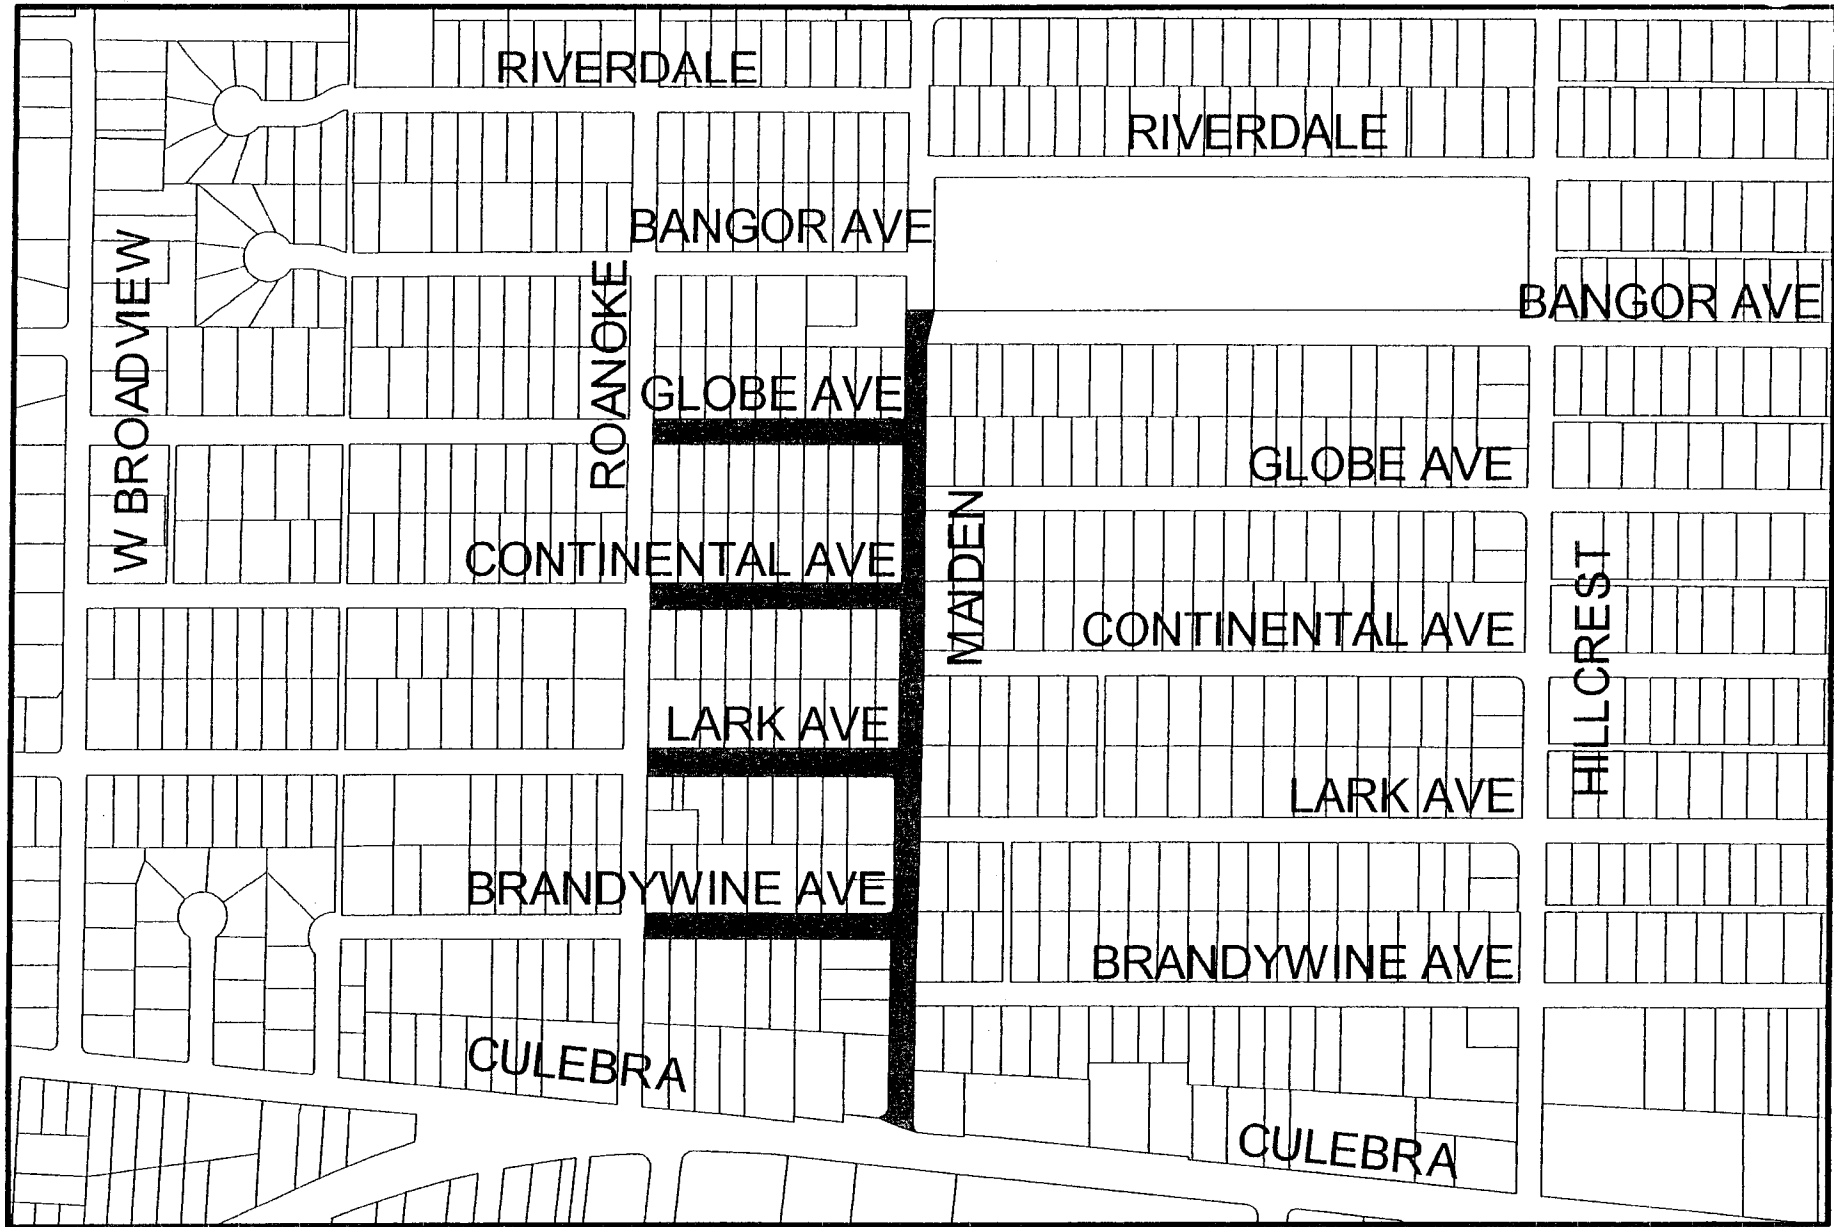 RIVERDALE
RIVERDALE
BANGOR AVE
W BROADVIEW
ROANOKE
BANGOR AVE
GLOBE AVE
GLOBE AVE
MAIDEN
CONTINENTAL AVE
CONTINENTAL AVE
HILLCREST
LARK AVE
LARK AVE
BRANDYWINE AVE
BRANDYWINE AVE
CULEBRA
CULEBRA